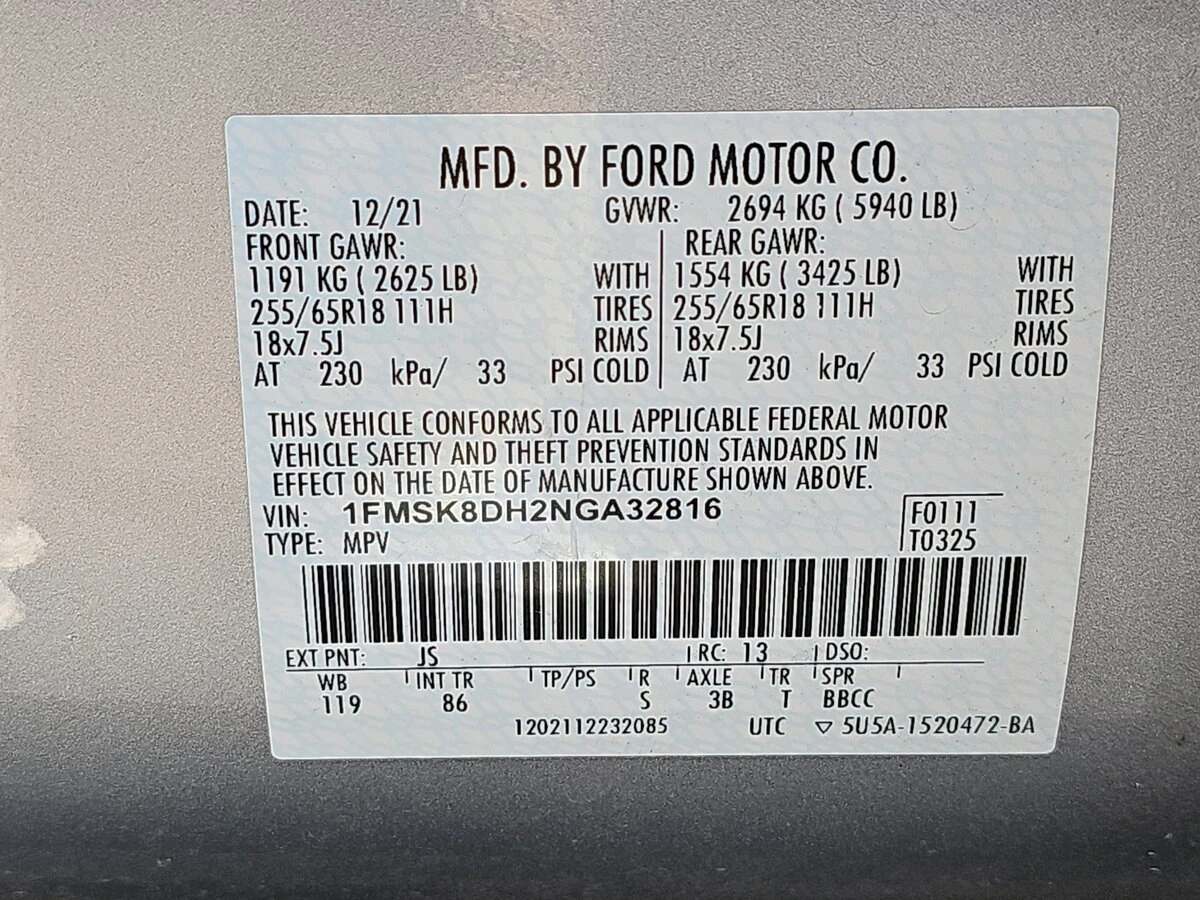 MFD. BY FORD MOTOR CO.
DATE: 12/21 GVWR: 2694 KG ( 5940 LB)
FRONT GAWR: REAR GAWR:
1191 KG ( 2625 LB) WITH 1554 KG ( 3425 LB) WITH
255/65R18 111H TIRES 255/65R18 111H TIRES
18x7.5J RIMS 18x7.5J RIMS
AT 230 kPa/ 33 PSI COLD AT 230 kPa/ 33 PSI COLD
THIS VEHICLE CONFORMS TO ALL APPLICABLE FEDERAL MOTOR
VEHICLE SAFETY AND THEFT PREVENTION STANDARDS IN
EFFECT ON THE DATE OF MANUFACTURE SHOWN ABOVE.
VIN: 1FMSK8DH2NGA32816 F0111
TYPE: MPV T0325
EXT PNT: JS RC: 13 DSO:
WB INT TR TP/PS R AXLE TR SPR
119 86 S 3B T BBCC
1202112232085 UTC ▽ 5U5A-1520472-BA